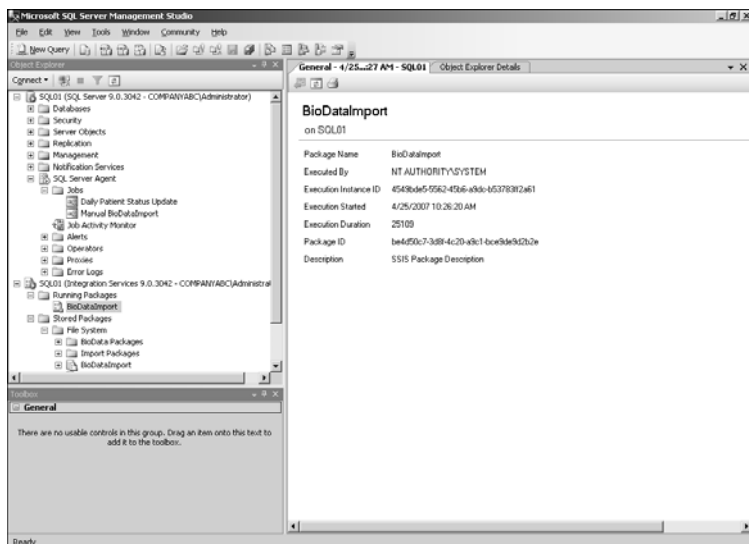 Microsoft SQL Server Management Studio
File Edit View Tools Window Community Help
New Query
Object Explorer
Connect
SQL01 (SQL Server 9.0.3042 - COMPANYABC\Administrator)
Databases
Security
Server Objects
Replication
Management
Notification Services
SQL Server Agent
Jobs
Daily Patient Status Update
Manual BioDataImport
Job Activity Monitor
Alerts
Operators
Proxies
Error Logs
SQL01 (Integration Services 9.0.3042 - COMPANYABC\Administra
Running Packages
BioDataImport
Stored Packages
File System
BioData Packages
Import Packages
BioDataImport
Toolbox
General
There are no usable controls in this group. Drag an item onto this text to
add it to the toolbox.
General - 4/25...:27 AM - SQL01 Object Explorer Details
BioDataImport
on SQL01
Package Name BioDataImport
Executed By NT AUTHORITY\SYSTEM
Execution Instance ID
Execution Started 4/25/2007 10:26:20 AM
Execution Duration 25109
Package ID be4d50c7-3d8f-4c20-a9c1-bce9de9d2b2e
Description SSIS Package Description
Ready